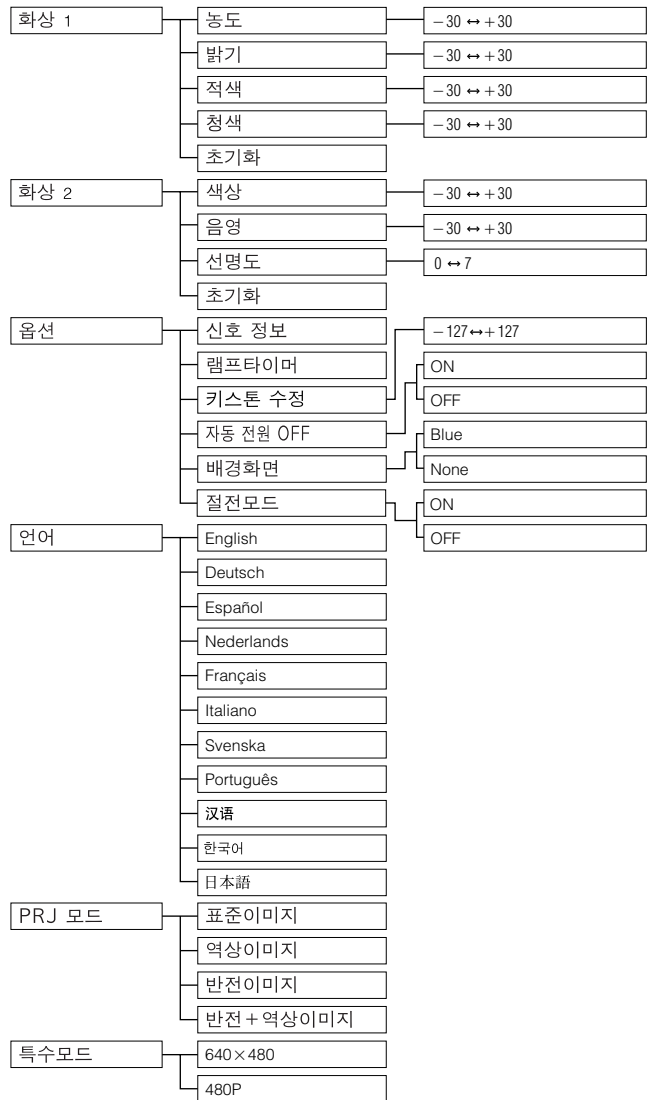 화상 1
농도
−30 ↔ +30
밝기
−30 ↔ +30
적색
−30 ↔ +30
청색
−30 ↔ +30
초기화
화상 2
색상
−30 ↔ +30
음영
−30 ↔ +30
선명도
0 ↔ 7
초기화
옵션
신호 정보
−127↔+127
램프타이머
ON
키스톤 수정
OFF
자동 전원 OFF
Blue
배경화면
None
절전모드
ON
언어
English
OFF
Deutsch
Español
Nederlands
Français
Italiano
Svenska
Português
汉语
한국어
日本語
PRJ 모드
표준이미지
역상이미지
반전이미지
반전+역상이미지
특수모드
640×480
480P